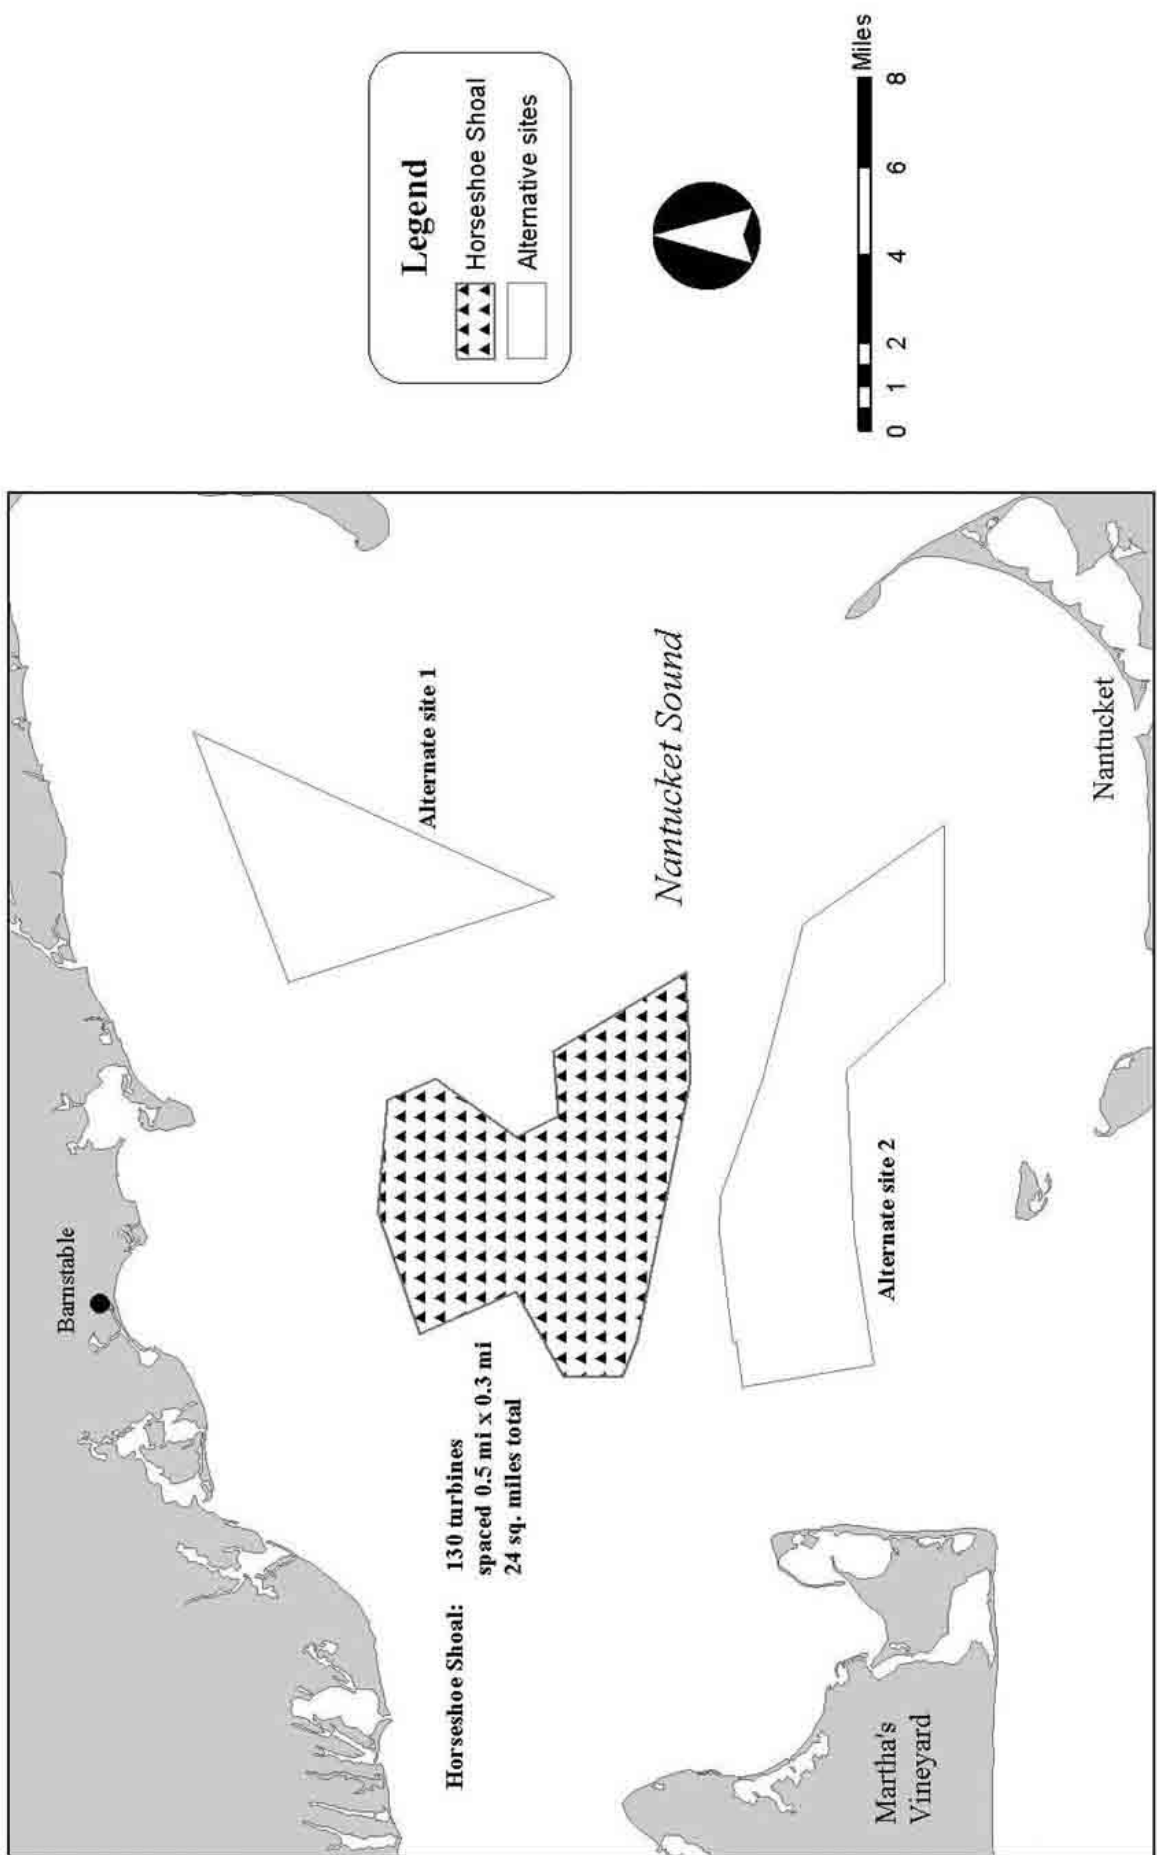 Barnstable
Alternate site 1
Horseshoe Shoal: 130 turbines
spaced 0.5 mi x 0.3 mi
24 sq. miles total
Nantucket Sound
Alternate site 2
Martha's
Vineyard
Nantucket
Legend
Horseshoe Shoal
Alternative sites
Miles
0 1 2 4 6 8